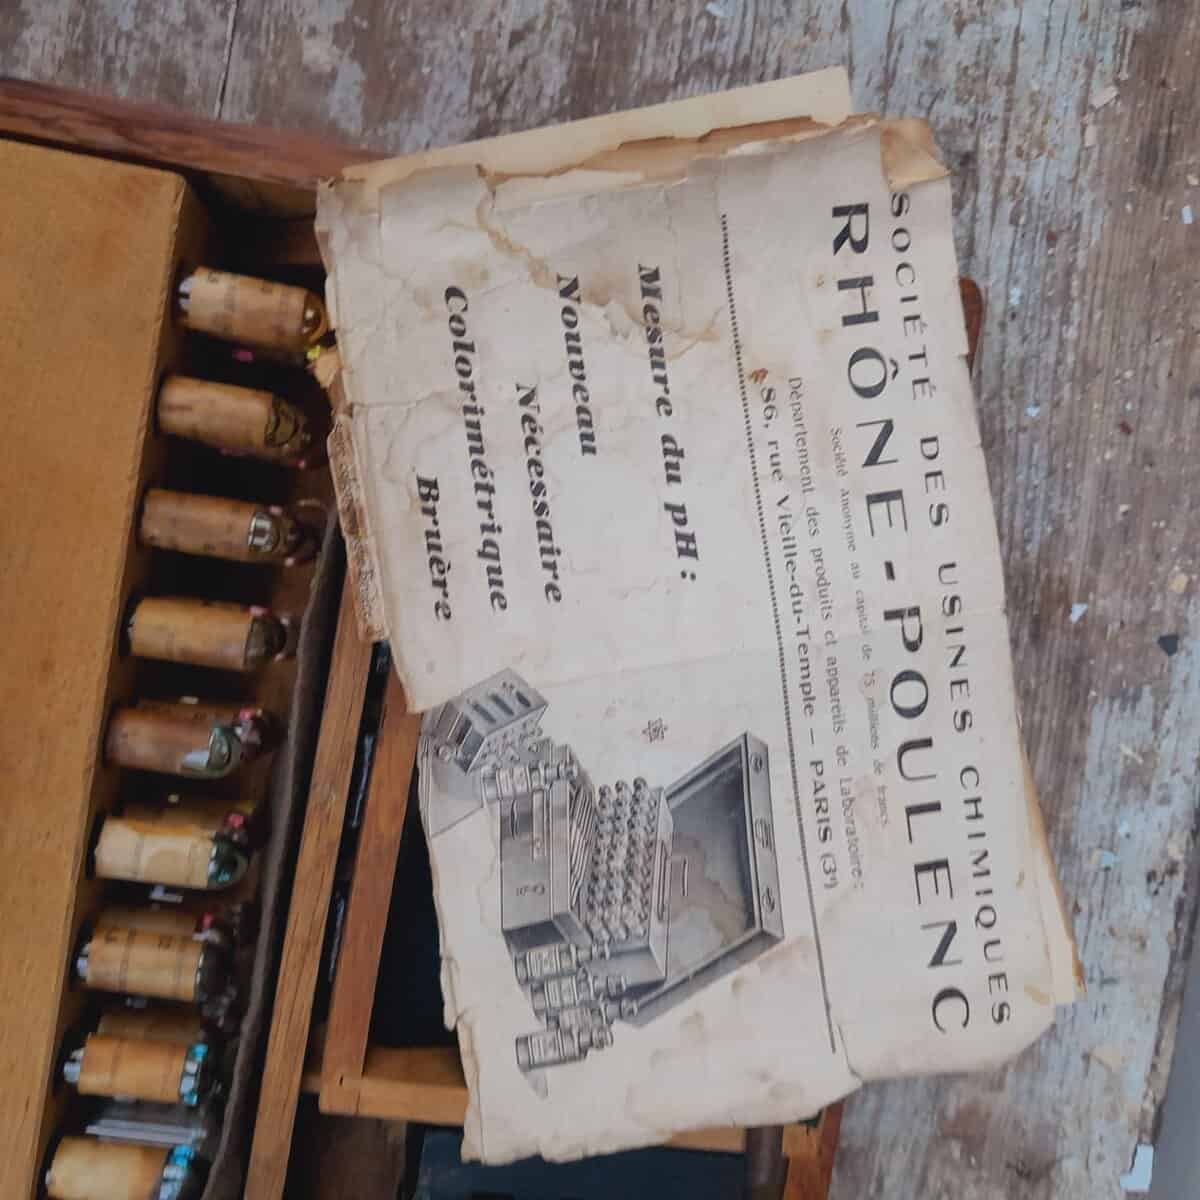 SOCIÉTÉ DES USINES CHIMIQUES
RHÔNE-POULENC
Société Anonyme au capital de 75 millions de francs.
Département des produits et appareils de Laboratoire:
86, rue Vieille-du-Temple — PARIS (3e)
Mesure du pH:
Nouveau
Nécessaire
Colorimétrique
Bruère